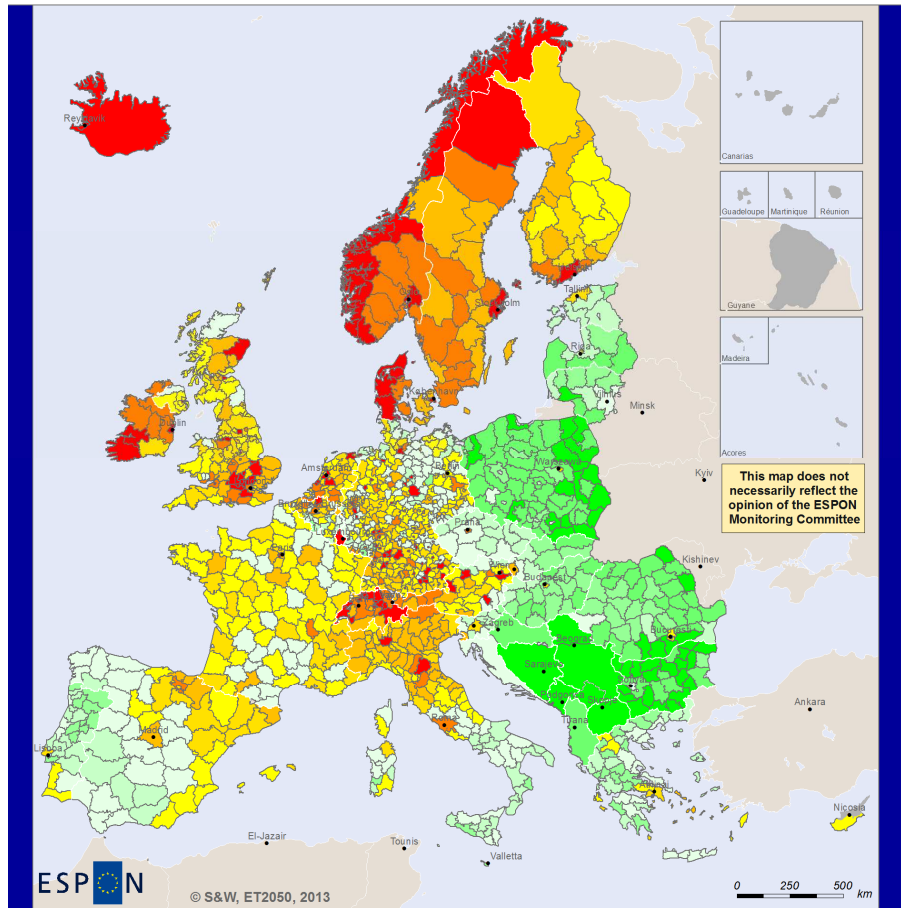 Reykjavik
Canarias
Guadeloupe
Martinique
Réunion
Guyane
Tallinn
Stockholm
Riga
Madeira
København
Vilnius
Minsk
Dublin
Acores
Amsterdam
Berlin
Warszawa
Kyiv
This map does not
necessarily reflect the
opinion of the ESPON
Monitoring Committee
Praha
Paris
Kishinev
Budapest
Zagreb
Beograd
Bucuresti
Sarajevo
Podgorica
Skopje
Ankara
Tirana
Roma
Madrid
Lisboa
Nicosia
El-Jazair
Tounis
Valletta
ESPON
© S&W, ET2050, 2013
0 250 500 km